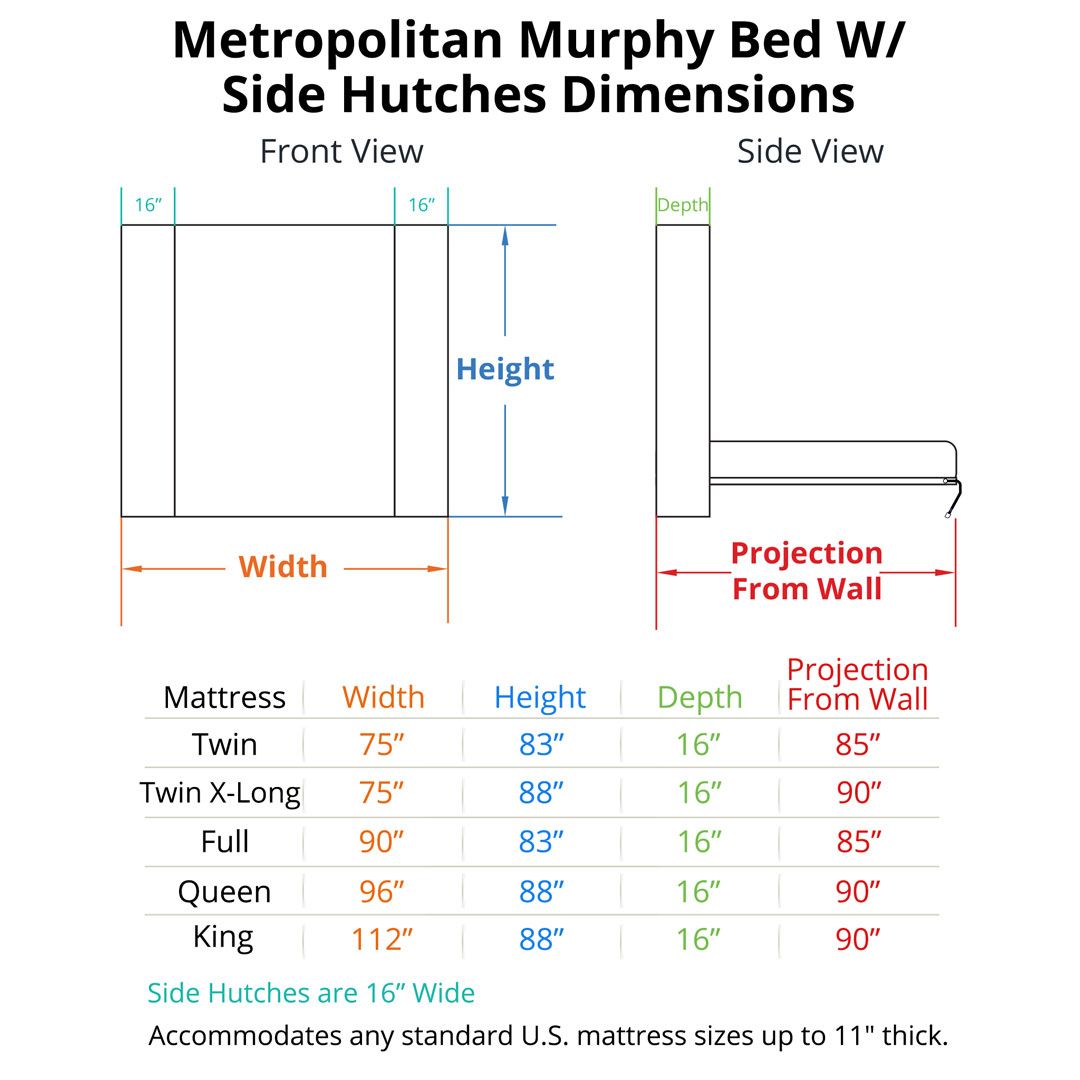 Metropolitan Murphy Bed W/
Side Hutches Dimensions
Front View
Side View
16”
16”
Depth
Height
Width
Projection
From Wall
Mattress Width Height Depth Projection From Wall
Twin 75” 83” 16” 85”
Twin X-Long 75” 88” 16” 90”
Full 90” 83” 16” 85”
Queen 96” 88” 16” 90”
King 112” 88” 16” 90”
Side Hutches are 16” Wide
Accommodates any standard U.S. mattress sizes up to 11" thick.